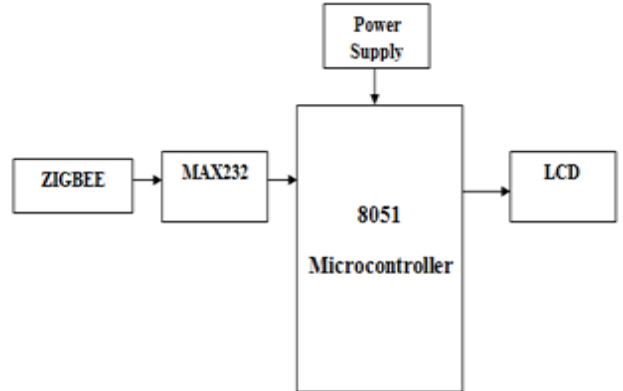 Power
Supply
ZIGBEE
MAX232
LCD
8051
Microcontroller